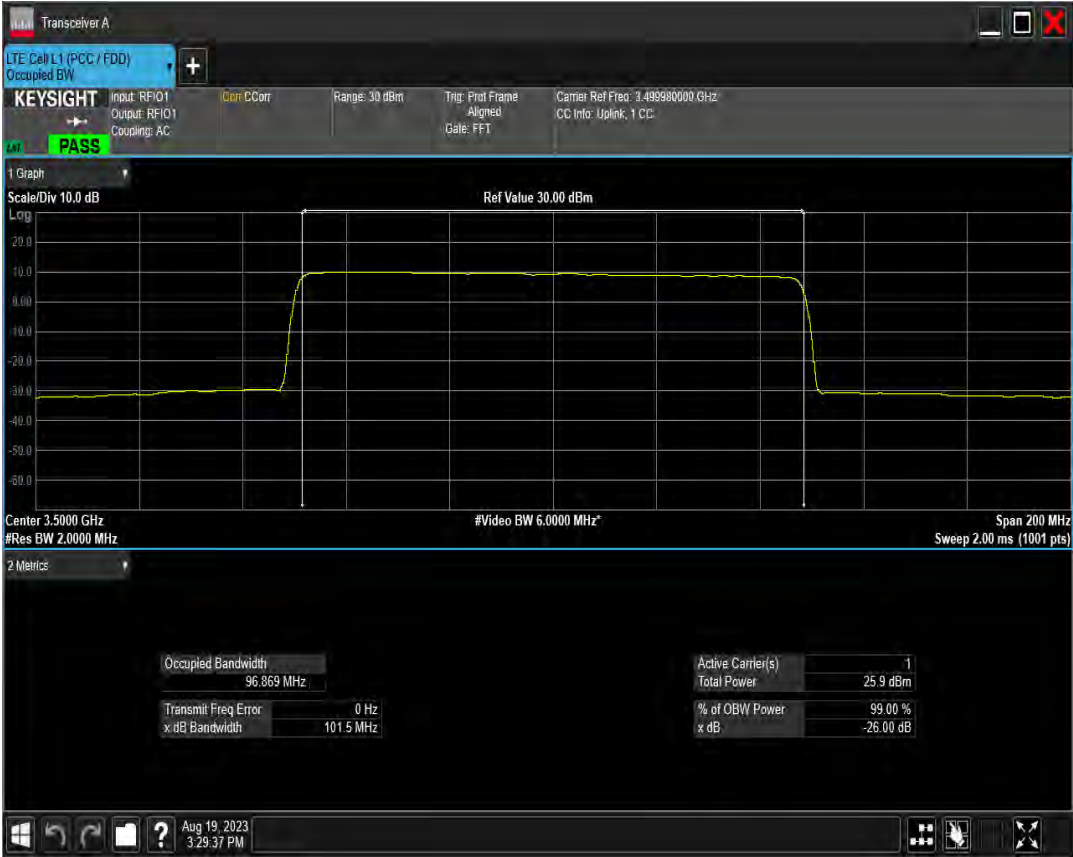 Transceiver A
LTE Cell L1 (PCC / FDD)
Occupied BW
+
KEYSIGHT
Input: RFIO1
Output: RFIO1
Coupling: AC
Corr CCorr
Range: 30 dBm
Trig: Prot Frame
Aligned
Gate: FFT
Carrier Ref Freq: 3.499980000 GHz
CC Info: Uplink, 1 CC
PASS
1 Graph
Scale/Div 10.0 dB
Ref Value 30.00 dBm
Log
20.0
10.0
0.00
-10.0
-20.0
-30.0
-40.0
-50.0
-60.0
Center 3.5000 GHz
#Video BW 6.0000 MHz*
Span 200 MHz
#Res BW 2.0000 MHz
Sweep 2.00 ms (1001 pts)
2 Metrics
Occupied Bandwidth
96.869 MHz
Transmit Freq Error 0 Hz
x dB Bandwidth 101.5 MHz
Active Carrier(s) 1
Total Power 25.9 dBm
% of OBW Power 99.00 %
x dB -26.00 dB
?
Aug 19, 2023
3:29:37 PM